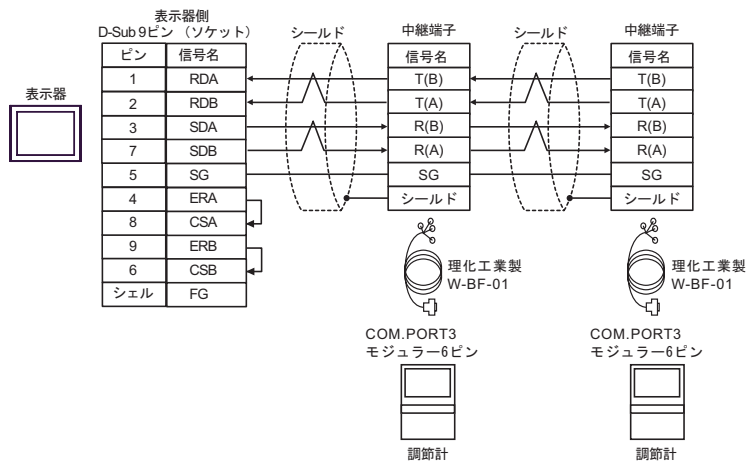 表示器側
D-Sub 9ピン （ソケット）
シールド
中継端子
シールド
中継端子
ピン 信号名
信号名
信号名
1 RDA
T(B)
T(B)
表示器
2 RDB
T(A)
T(A)
3 SDA
R(B)
R(B)
7 SDB
R(A)
R(A)
5 SG
SG
SG
4 ERA
シールド
シールド
8 CSA
9 ERB
6 CSB
シェル FG
理化工業製
W-BF-01
理化工業製
W-BF-01
COM.PORT3
モジュラー6ピン
COM.PORT3
モジュラー6ピン
調節計
調節計